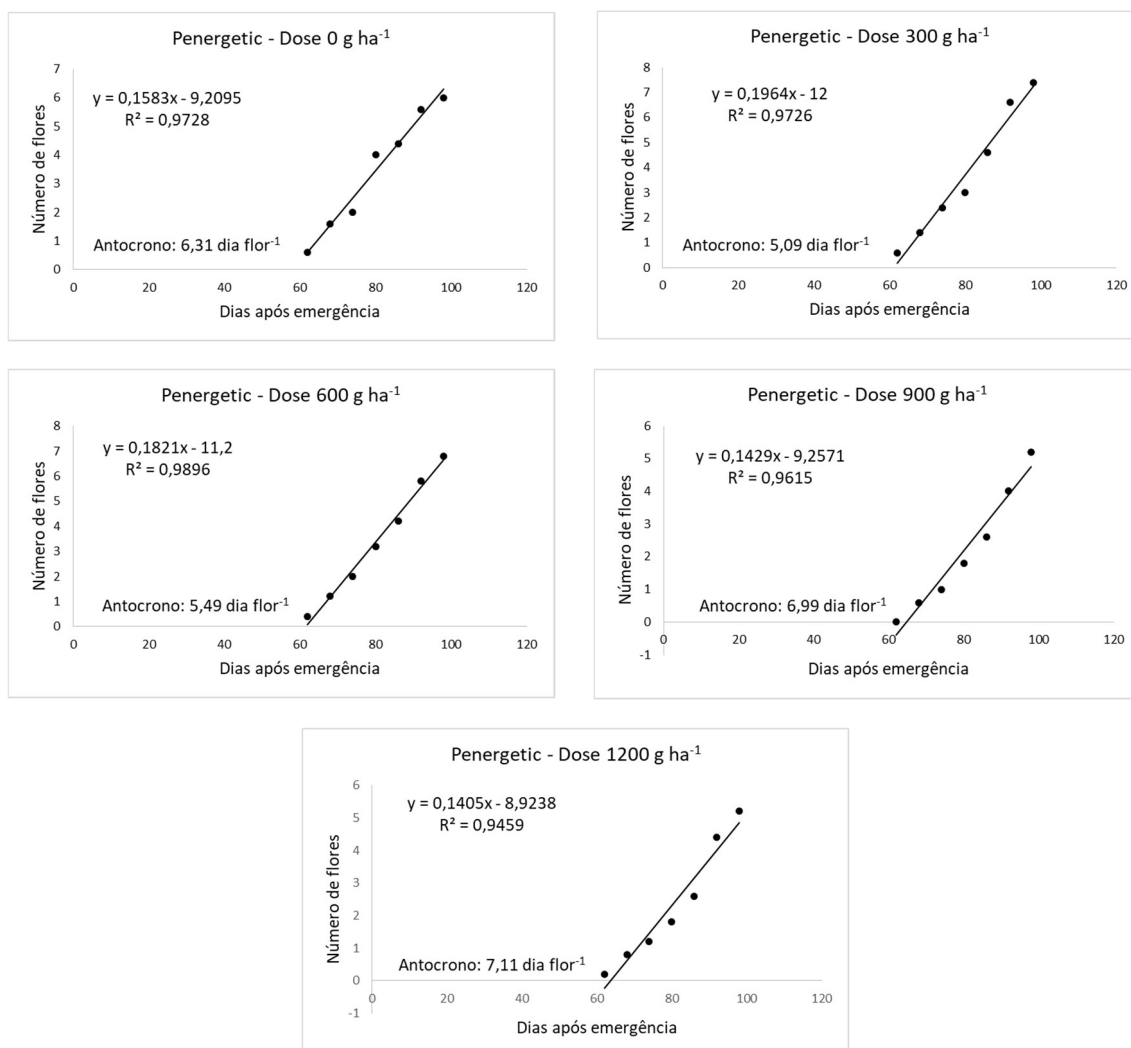 Penergetic - Dose 0 g ha⁻¹
Número de flores
7
6
5
4
3
2
1
0
y = 0,1583x - 9,2095
R² = 0,9728
Antocrono: 6,31 dia flor⁻¹
0 20 40 60 80 100 120
Dias após emergência
Penergetic - Dose 300 g ha⁻¹
Número de flores
8
7
6
5
4
3
2
1
0
y = 0,1964x - 12
R² = 0,9726
Antocrono: 5,09 dia flor⁻¹
0 20 40 60 80 100 120
Dias após emergência
Penergetic - Dose 600 g ha⁻¹
Número de flores
8
7
6
5
4
3
2
1
0
y = 0,1821x - 11,2
R² = 0,9896
Antocrono: 5,49 dia flor⁻¹
0 20 40 60 80 100 120
Dias após emergência
Penergetic - Dose 900 g ha⁻¹
Número de flores
6
5
4
3
2
1
0
-1
y = 0,1429x - 9,2571
R² = 0,9615
Antocrono: 6,99 dia flor⁻¹
0 20 40 60 80 100 120
Dias após emergência
Penergetic - Dose 1200 g ha⁻¹
Número de flores
6
5
4
3
2
1
0
-1
y = 0,1405x - 8,9238
R² = 0,9459
Antocrono: 7,11 dia flor⁻¹
0 20 40 60 80 100 120
Dias após emergência